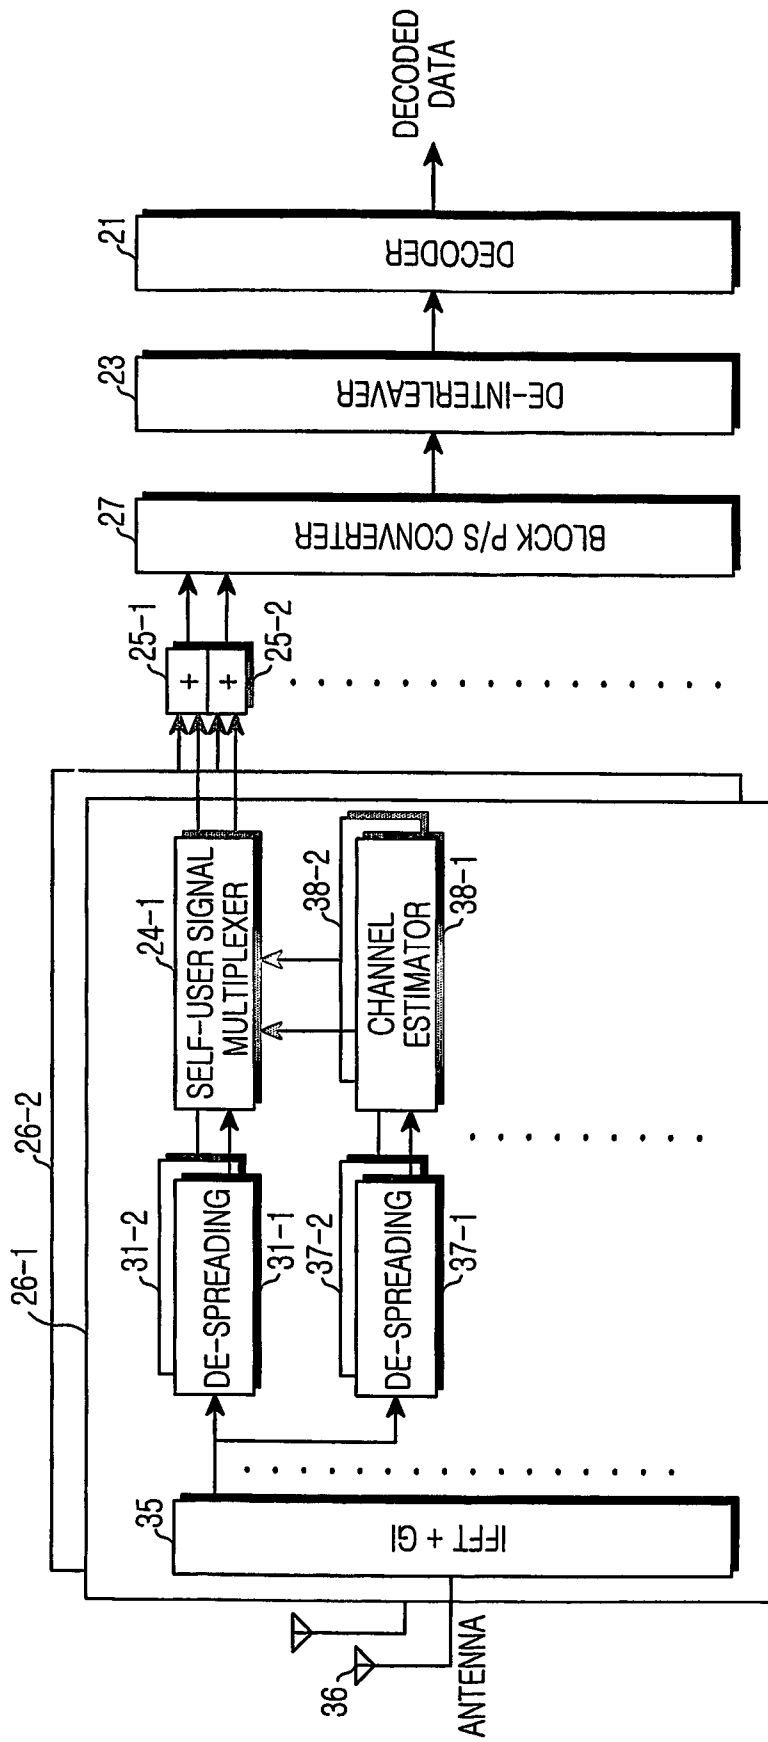 26-1
26-2
36
ANTENNA
35
IFFT + GI
31-2
DE-SPREADING
31-1
37-2
DE-SPREADING
37-1
24-1
SELF-USER SIGNAL
MULTIPLEXER
38-2
CHANNEL
ESTIMATOR
38-1
25-1
+
+
25-2
27
BLOCK P/S CONVERTER
23
DE-INTERLEAVER
21
DECODER
DECODED
DATA